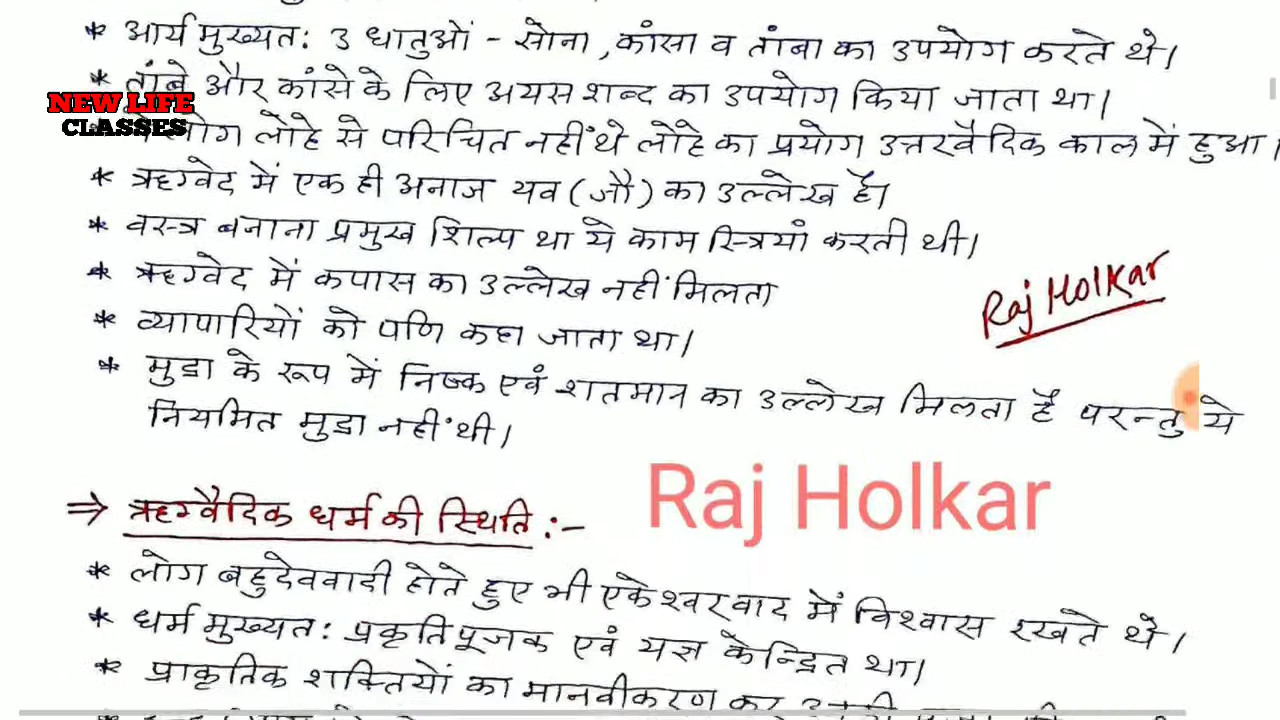 * आर्य मुख्यतः 3 धातुओं - सोना, कांसा व तांबा का उपयोग करते थे।
* तांबे और कांसे के लिए अयस शब्द का उपयोग किया जाता था।
NEW LIFE
CLASSES
लोग लोहे से परिचित नहीं थे लोहे का प्रयोग उत्तरवैदिक काल में हुआ।
* ऋग्वेद में एक ही अनाज यव (जौ) का उल्लेख है।
* वस्त्र बनाना प्रमुख शिल्प था ये काम स्त्रियां करती थी।
* ऋग्वेद में कपास का उल्लेख नहीं मिलता
Raj Holkar
* व्यापारियों को पणि कहा जाता था।
* मुद्रा के रूप में निष्क एवं शतमान का उल्लेख मिलता है परन्तु ये
नियमित मुद्रा नहीं थी।
Raj Holkar
⇒ ऋग्वैदिक धर्म की स्थिति :-
* लोग बहुदेववादी होते हुए भी एकेश्वरवाद में विश्वास रखते थे।
* धर्म मुख्यतः प्रकृतिपूजक एवं यज्ञ केन्द्रित था।
* प्राकृतिक शक्तियों का मानवीकरण कर